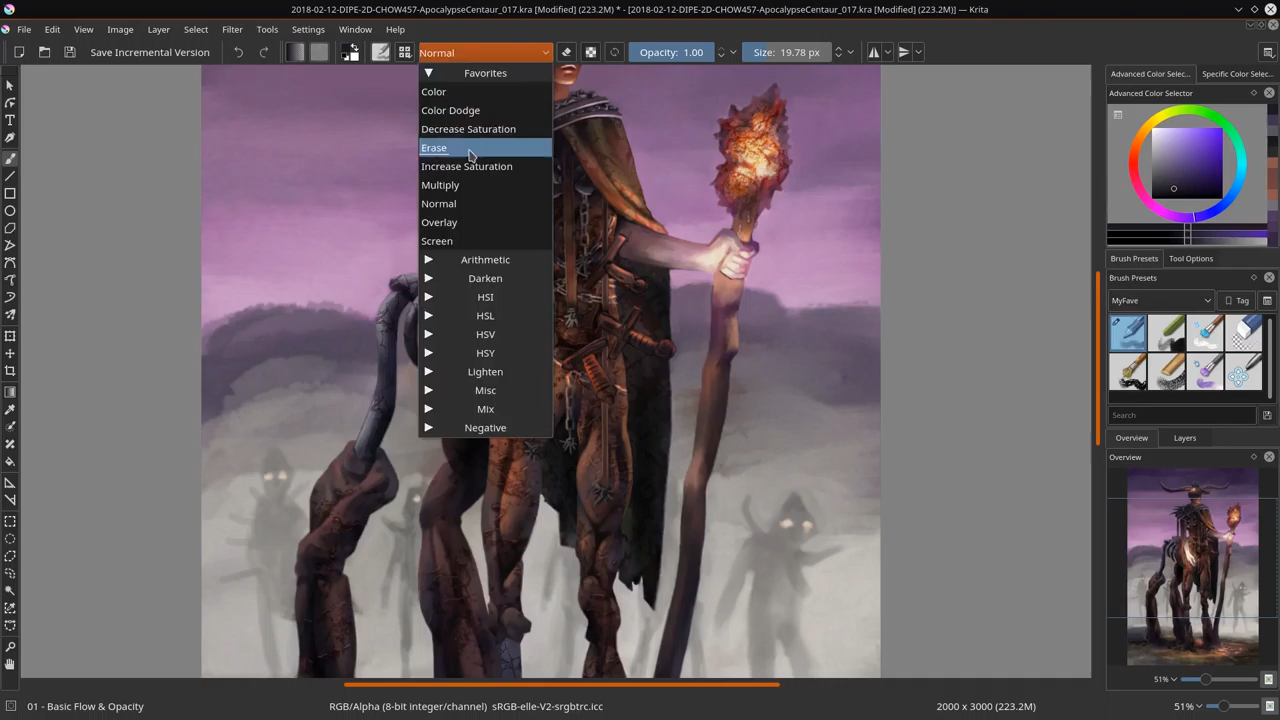 2018-02-12-DIPE-2D-CHOW457-ApocalypseCentaur_017.kra [Modified] (223.2M) * - [2018-02-12-DIPE-2D-CHOW457-ApocalypseCentaur_017.kra [Modified] (223.2M)] — Krita
File Edit View Image Layer Select Filter Tools Settings Window Help
Save Incremental Version Normal Opacity: 1.00 Size: 19.78 px
Favorites
Color
Color Dodge
Decrease Saturation
Erase
Increase Saturation
Multiply
Normal
Overlay
Screen
Arithmetic
Darken
HSI
HSL
HSV
HSY
Lighten
Misc
Mix
Negative
Advanced Color Selec... Specific Color Sel...
Advanced Color Selector
Brush Presets Tool Options
Brush Presets
MyFave Tag
Search
Overview Layers
Overview
51%
01 - Basic Flow & Opacity RGB/Alpha (8-bit integer/channel) sRGB-elle-V2-srgbtrc.icc 2000 x 3000 (223.2M) 51%